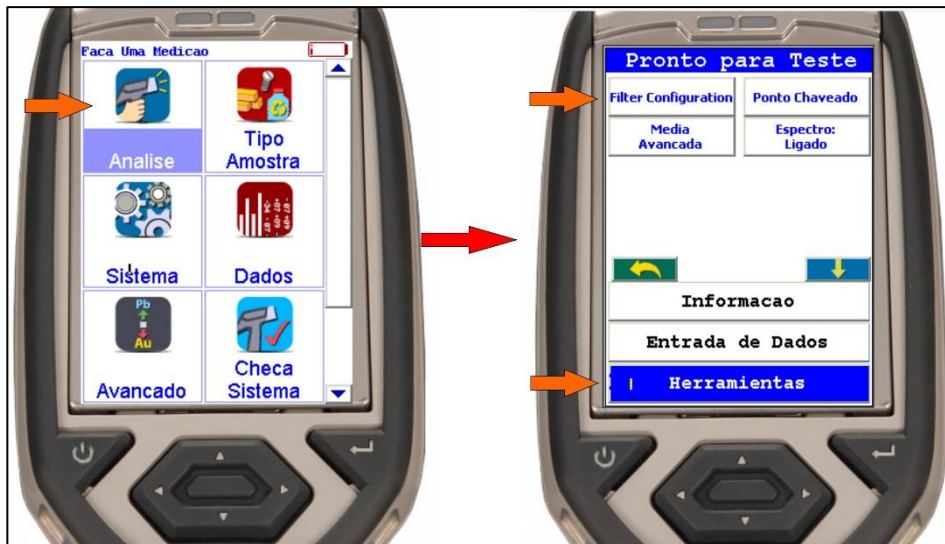 Faca Uma Medicao
Analise
Tipo
Amostra
Sistema
Dados
Pb
Au
Avancado
Checa
Sistema
Pronto para Teste
Filter Configuration
Ponto Chaveado
Media
Avancada
Espectro:
Ligado
Informacao
Entrada de Dados
Herramientas